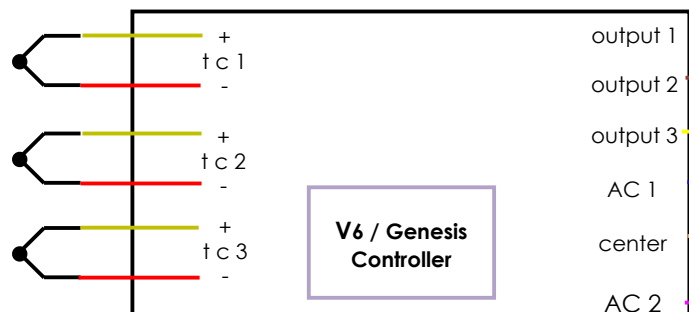 +
t c 1
-
+
t c 2
-
+
t c 3
-
V6 / Genesis
Controller
output 1
output 2
output 3
AC 1
center
AC 2